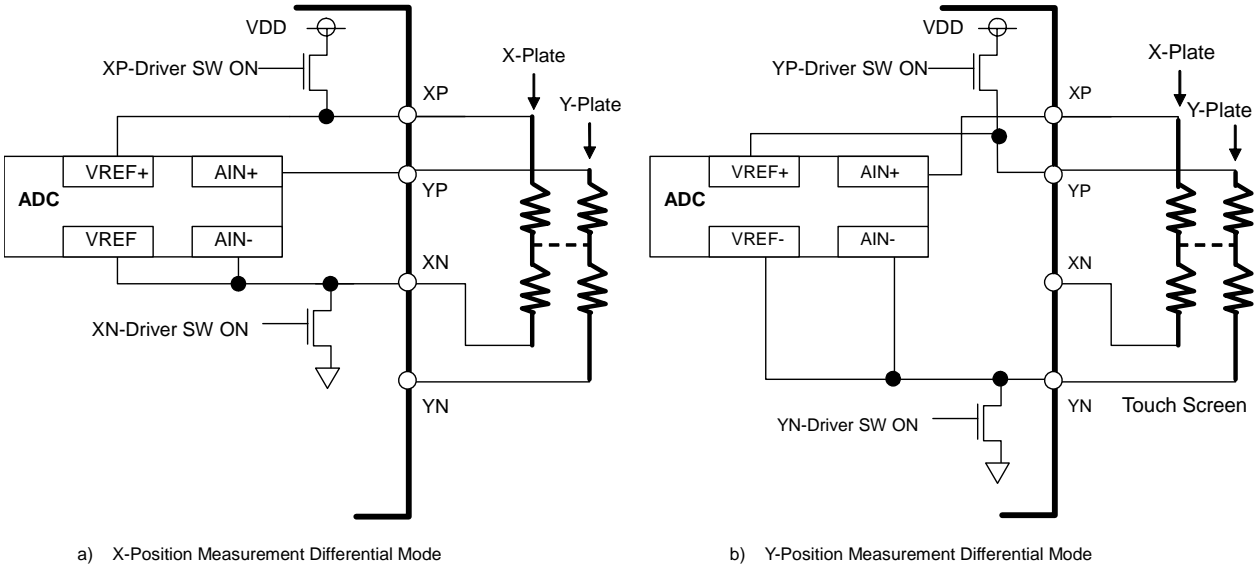 VDD
XP-Driver SW ON
X-Plate
XP
Y-Plate
VREF+
AIN+
ADC
YP
VREF
AIN-
XN
XN-Driver SW ON
YN
a) X-Position Measurement Differential Mode
VDD
YP-Driver SW ON
X-Plate
XP
Y-Plate
VREF+
AIN+
ADC
YP
VREF-
AIN-
XN
YN
Touch Screen
YN-Driver SW ON
b) Y-Position Measurement Differential Mode